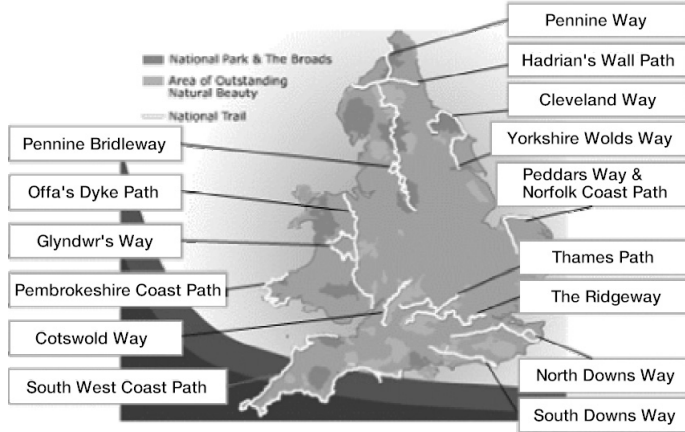 Pennine Way
National Park & The Broads
Hadrian's Wall Path
Area of Outstanding
Natural Beauty
Cleveland Way
National Trail
Pennine Bridleway
Yorkshire Wolds Way
Peddars Way &
Norfolk Coast Path
Offa's Dyke Path
Glyndwr's Way
Thames Path
Pembrokeshire Coast Path
The Ridgeway
Cotswold Way
South West Coast Path
North Downs Way
South Downs Way